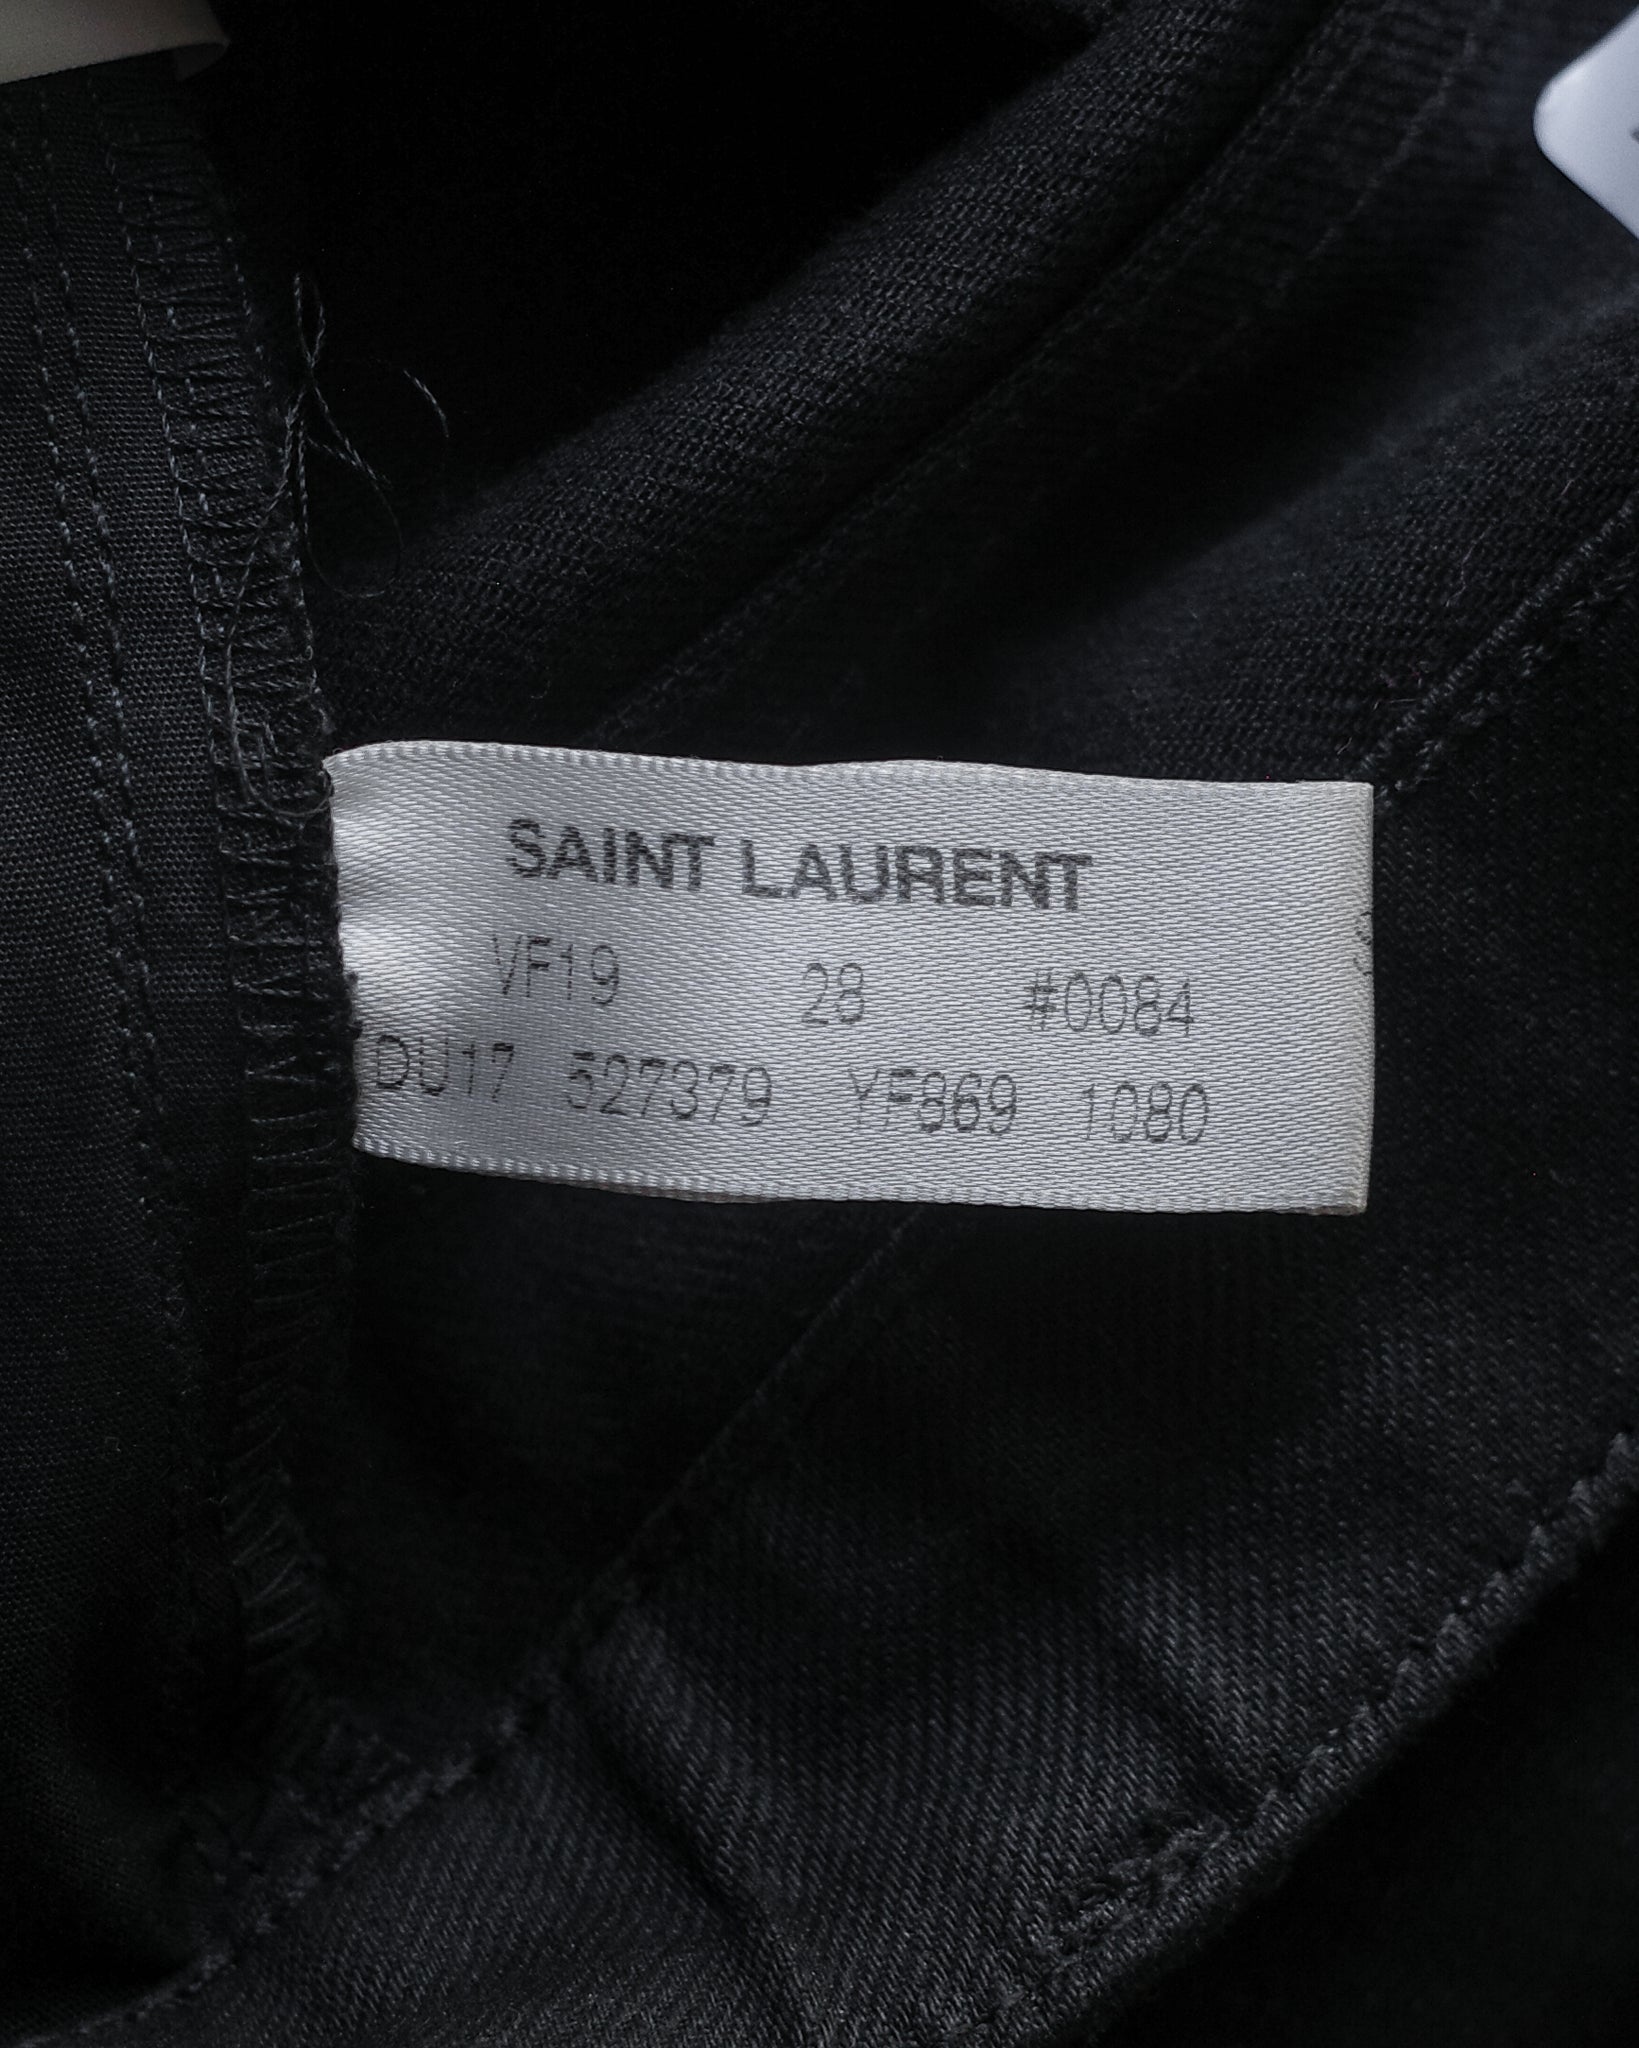 SAINT LAURENT
VF19 28 #0084
DU17 527379 YF869 1080